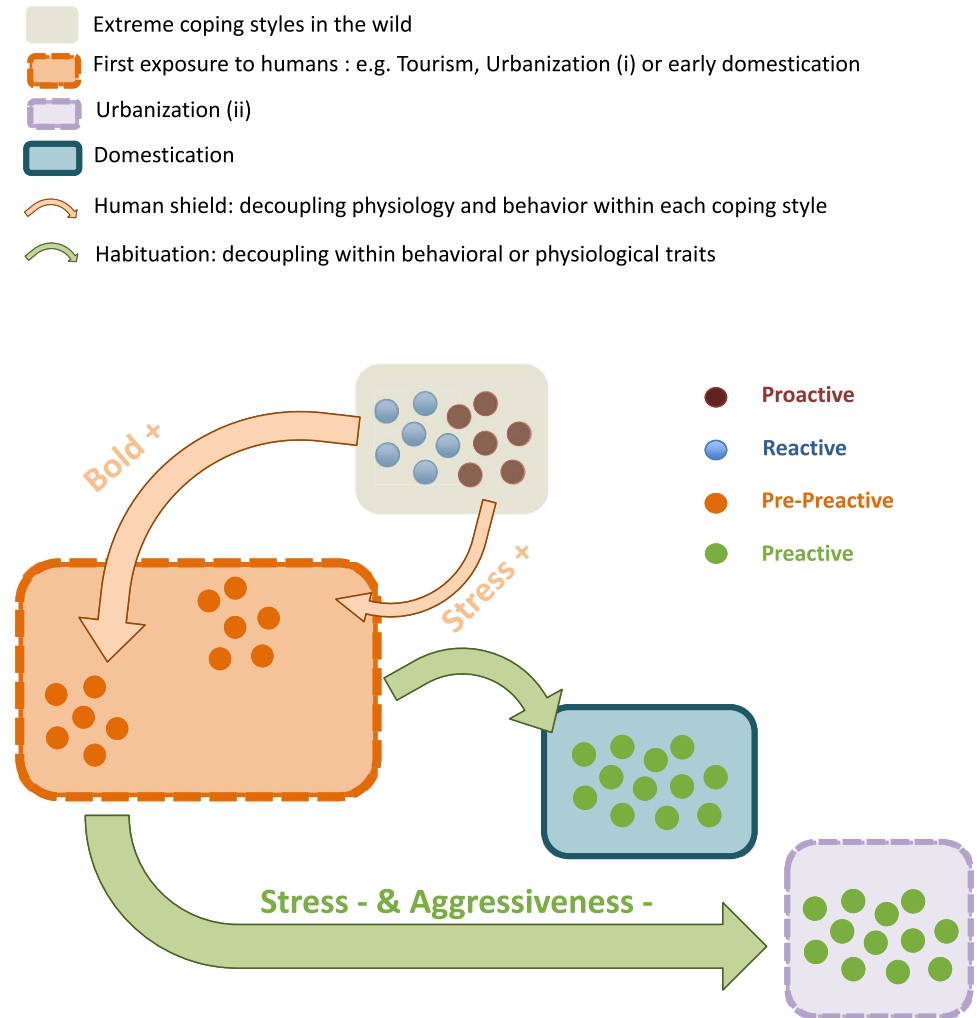 Extreme coping styles in the wild
First exposure to humans : e.g. Tourism, Urbanization (i) or early domestication
Urbanization (ii)
Domestication
Human shield: decoupling physiology and behavior within each coping style
Habituation: decoupling within behavioral or physiological traits
Proactive
Bold +
Reactive
Pre-Preactive
Preactive
Stress +
Stress - & Aggressiveness -